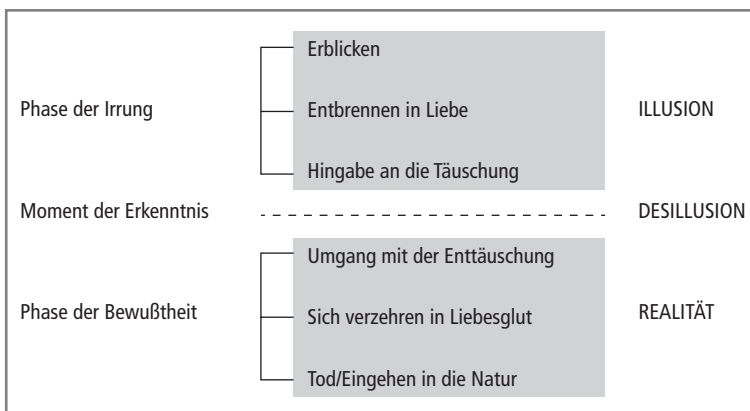 Erblicken
Phase der Irrung Entbrennen in Liebe ILLUSION
Hingabe an die Täuschung
Moment der Erkenntnis DESILLUSION
Umgang mit der Enttäuschung
Phase der Bewußtheit Sich verzehren in Liebesglut REALITÄT
Tod/Eingehen in die Natur